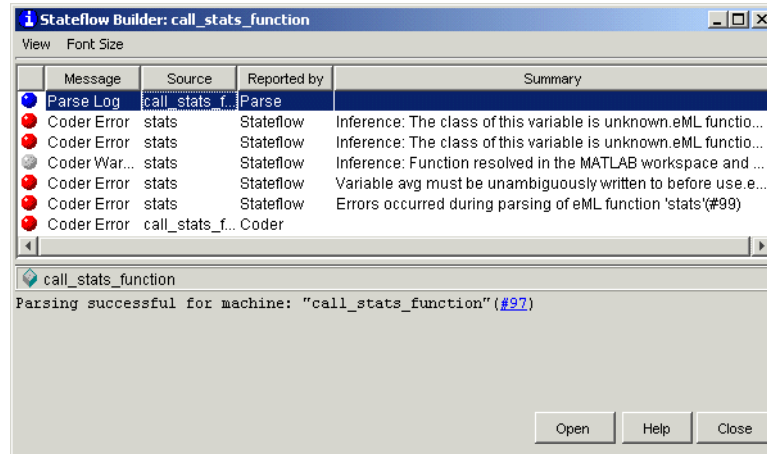 Stateflow Builder: call_stats_function
View Font Size
Message Source Reported by Summary
Parse Log call_stats_f... Parse
Coder Error stats Stateflow Inference: The class of this variable is unknown.eML functio...
Coder Error stats Stateflow Inference: The class of this variable is unknown.eML functio...
Coder War... stats Stateflow Inference: Function resolved in the MATLAB workspace and ...
Coder Error stats Stateflow Variable avg must be unambiguously written to before use.e...
Coder Error stats Stateflow Errors occurred during parsing of eML function 'stats'(#99)
Coder Error call_stats_f... Coder
call_stats_function
Parsing successful for machine: "call_stats_function"(#97)
Open Help Close